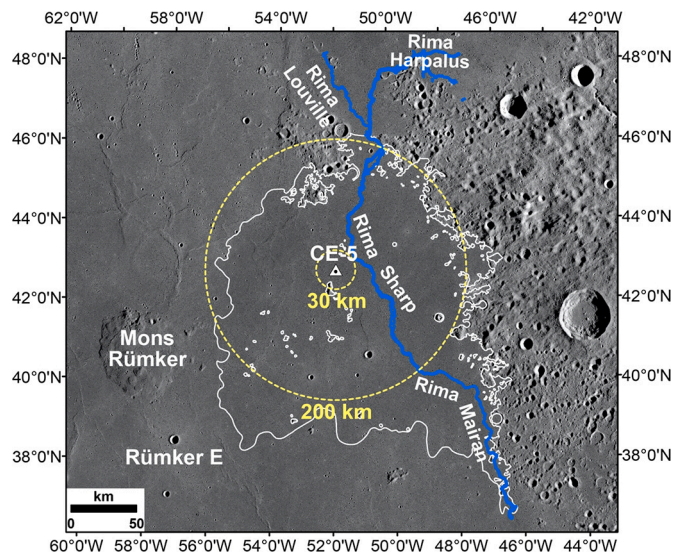 62°0'W 56°0'W 54°0'W 52°0'W 50°0'W 46°0'W 42°0'W
48°0'N
46°0'N
44°0'N
42°0'N
40°0'N
38°0'N
48°0'N
46°0'N
44°0'N
42°0'N
40°0'N
38°0'N
Rima
Harpalus
Rima
Louville
CE-5
Rima
Sharp
30 km
Mons
Rümker
200 km
Rima
Mairan
Rümker E
km
0 50
60°0'W 58°0'W 56°0'W 54°0'W 52°0'W 50°0'W 48°0'W 46°0'W 44°0'W